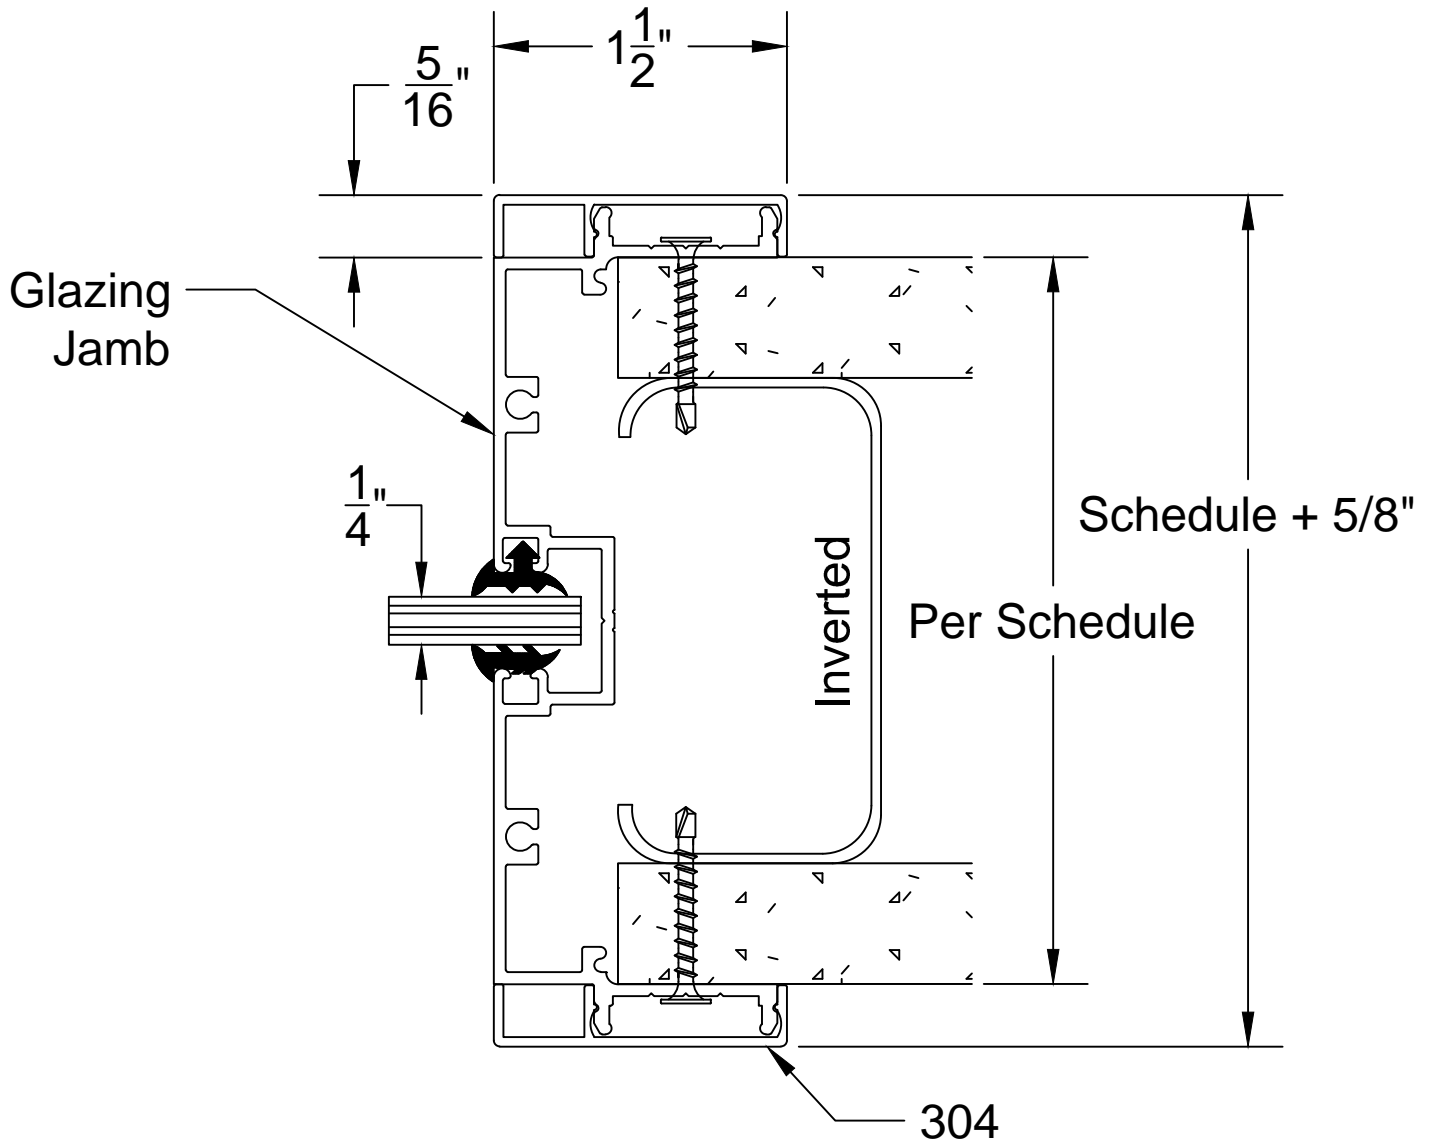 1 1/2"
5/16"
Glazing
Jamb
1/4"
Schedule + 5/8"
Per Schedule
Inverted
304